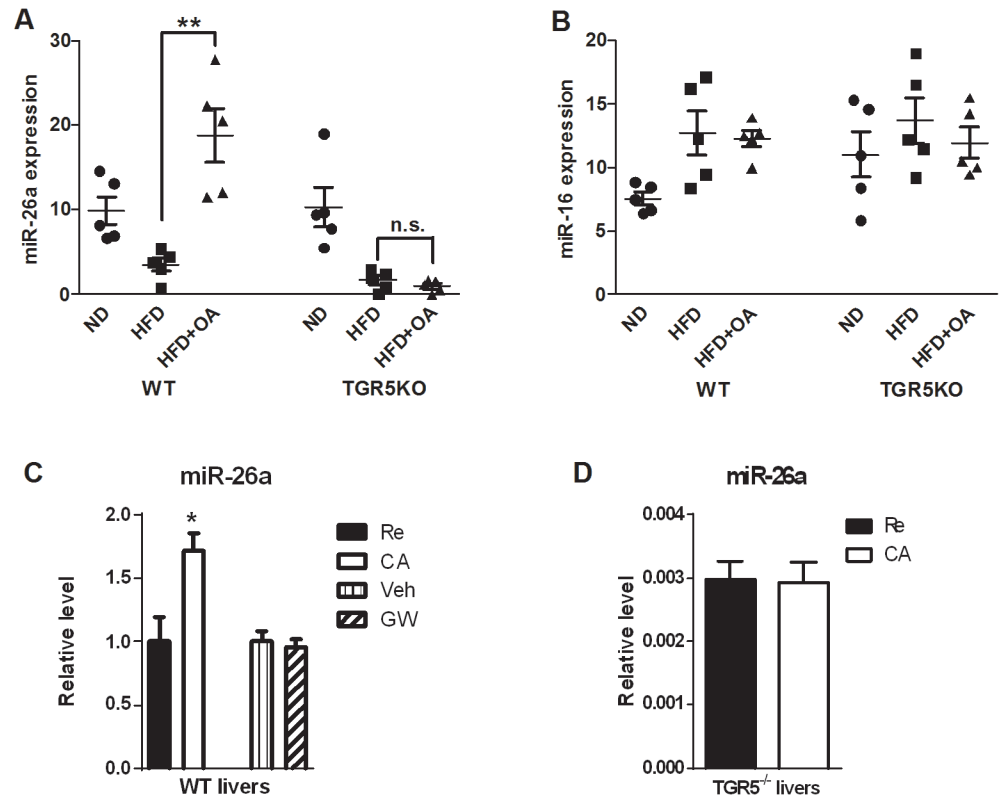 A
miR-26a expression
30
20
10
0
**
n.s.
ND
HFD
HFD+OA
ND
HFD
HFD+OA
WT
TGR5KO
B
miR-16 expression
20
15
10
5
0
ND
HFD
HFD+OA
ND
HFD
HFD+OA
WT
TGR5KO
C
miR-26a
Relative level
2.0
1.5
1.0
0.5
0.0
*
Re
CA
Veh
GW
WT livers
D
miR-26a
Relative level
0.004
0.003
0.002
0.001
0.000
Re
CA
TGR5-/- livers